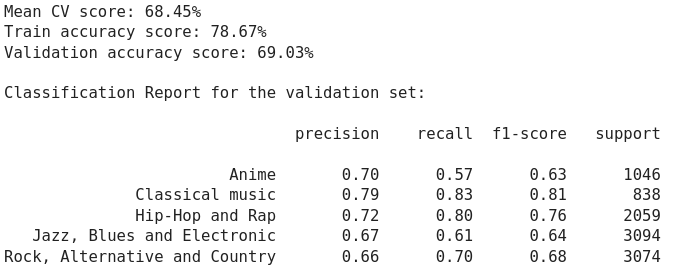 Mean CV score: 68.45%
Train accuracy score: 78.67%
Validation accuracy score: 69.03%
Classification Report for the validation set:
precision recall f1-score support
Anime 0.70 0.57 0.63 1046
Classical music 0.79 0.83 0.81 838
Hip-Hop and Rap 0.72 0.80 0.76 2059
Jazz, Blues and Electronic 0.67 0.61 0.64 3094
Rock, Alternative and Country 0.66 0.70 0.68 3074